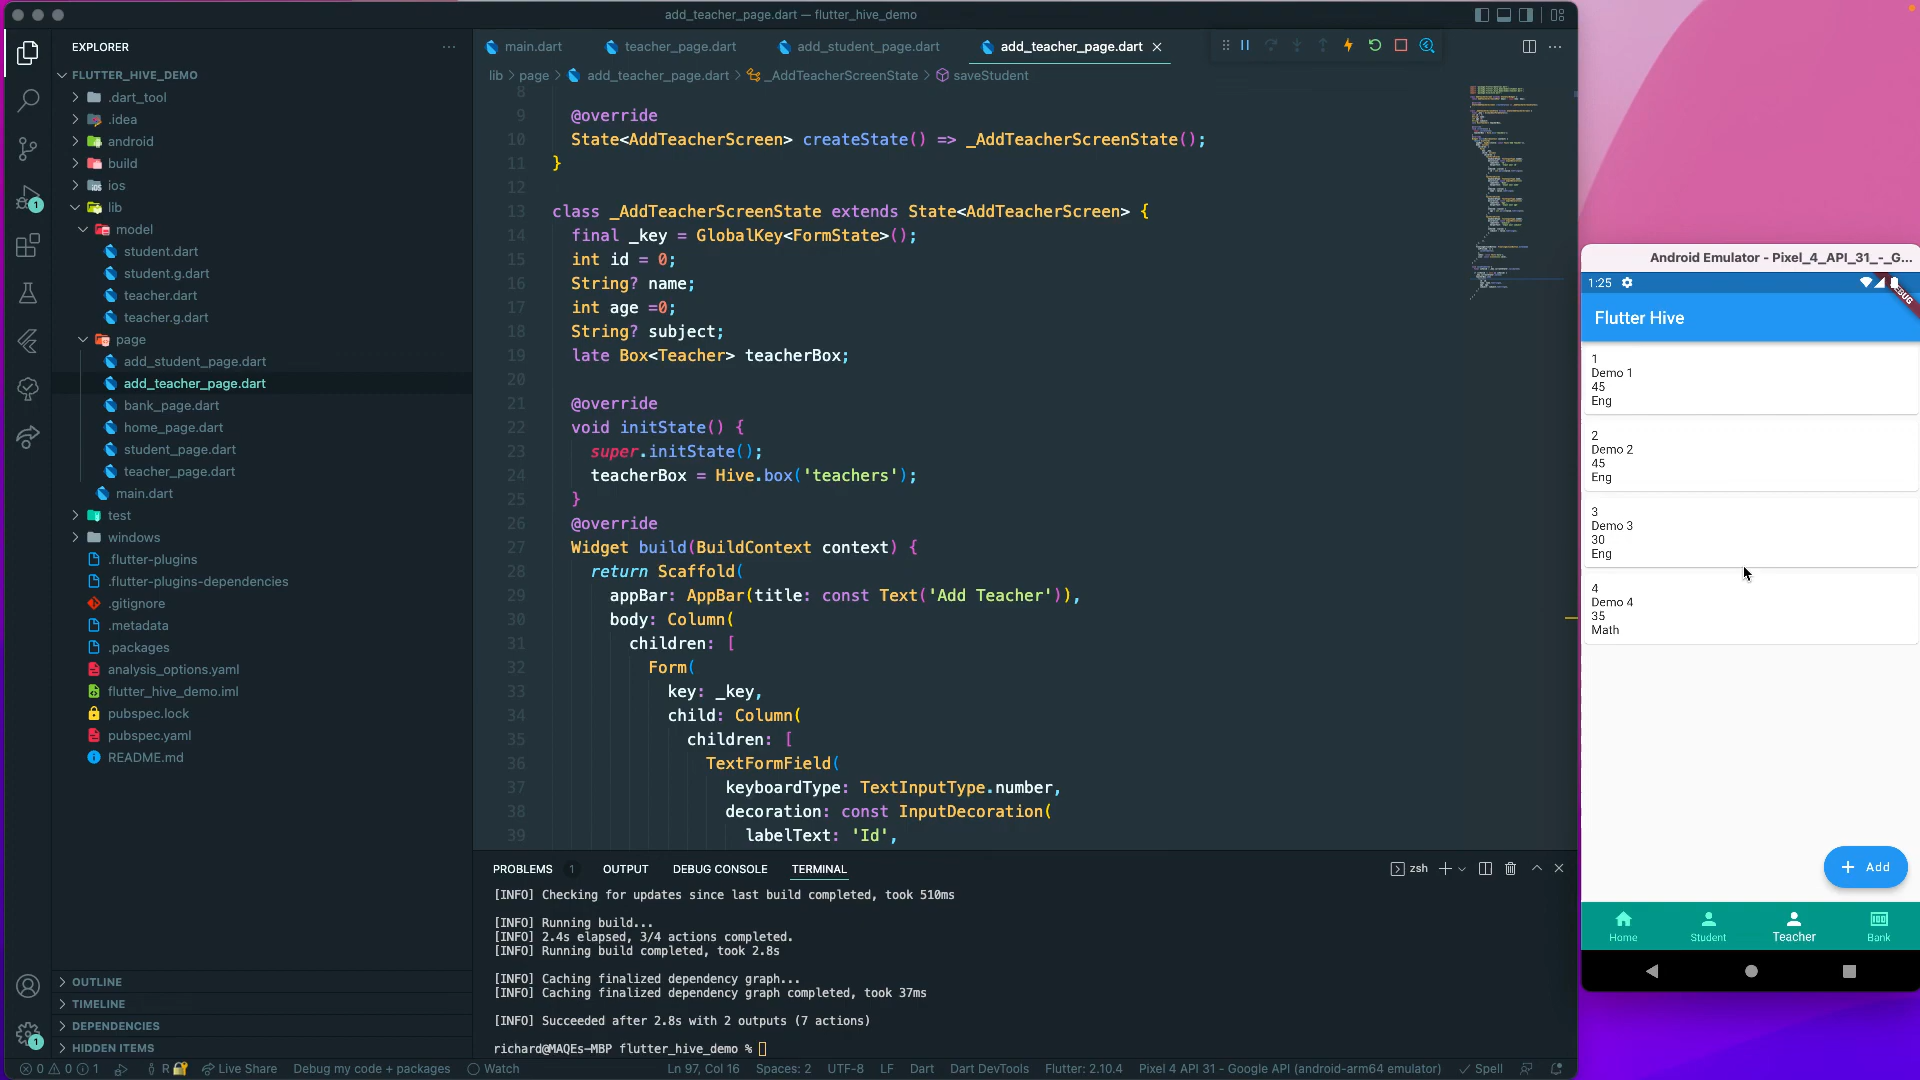 add_teacher_page.dart — flutter_hive_demo
EXPLORER
FLUTTER_HIVE_DEMO
.dart_tool
.idea
android
build
ios
lib
model
student.dart
student.g.dart
teacher.dart
teacher.g.dart
page
add_student_page.dart
add_teacher_page.dart
bank_page.dart
home_page.dart
student_page.dart
teacher_page.dart
main.dart
test
windows
.flutter-plugins
.flutter-plugins-dependencies
.gitignore
.metadata
.packages
analysis_options.yaml
flutter_hive_demo.iml
pubspec.lock
pubspec.yaml
README.md
OUTLINE
TIMELINE
DEPENDENCIES
HIDDEN ITEMS
1
1
main.dart teacher_page.dart add_student_page.dart add_teacher_page.dart
lib > page > add_teacher_page.dart > _AddTeacherScreenState > saveStudent
8
9 @override
10 State<AddTeacherScreen> createState() => _AddTeacherScreenState();
11 }
12
13 class _AddTeacherScreenState extends State<AddTeacherScreen> {
14 final _key = GlobalKey<FormState>();
15 int id = 0;
16 String? name;
17 int age =0;
18 String? subject;
19 late Box<Teacher> teacherBox;
20
21 @override
22 void initState() {
23 super.initState();
24 teacherBox = Hive.box('teachers');
25 }
26 @override
27 Widget build(BuildContext context) {
28 return Scaffold(
29 appBar: AppBar(title: const Text('Add Teacher')),
30 body: Column(
31 children: [
32 Form(
33 key: _key,
34 child: Column(
35 children: [
36 TextFormField(
37 keyboardType: TextInputType.number,
38 decoration: const InputDecoration(
39 labelText: 'Id',
PROBLEMS 1 OUTPUT DEBUG CONSOLE TERMINAL zsh
[INFO] Checking for updates since last build completed, took 510ms
[INFO] Running build...
[INFO] 2.4s elapsed, 3/4 actions completed.
[INFO] Running build completed, took 2.8s
[INFO] Caching finalized dependency graph...
[INFO] Caching finalized dependency graph completed, took 37ms
[INFO] Succeeded after 2.8s with 2 outputs (7 actions)
richard@MAQEs-MBP flutter_hive_demo %
0 0 1 R Live Share Debug my code + packages Watch Ln 97, Col 16 Spaces: 2 UTF-8 LF Dart Dart DevTools Flutter: 2.10.4 Pixel 4 API 31 - Google API (android-arm64 emulator) Spell
Android Emulator - Pixel_4_API_31_-_G...
1:25
DEBUG
Flutter Hive
1
Demo 1
45
Eng
2
Demo 2
45
Eng
3
Demo 3
30
Eng
4
Demo 4
35
Math
+ Add
Home Student Teacher Bank